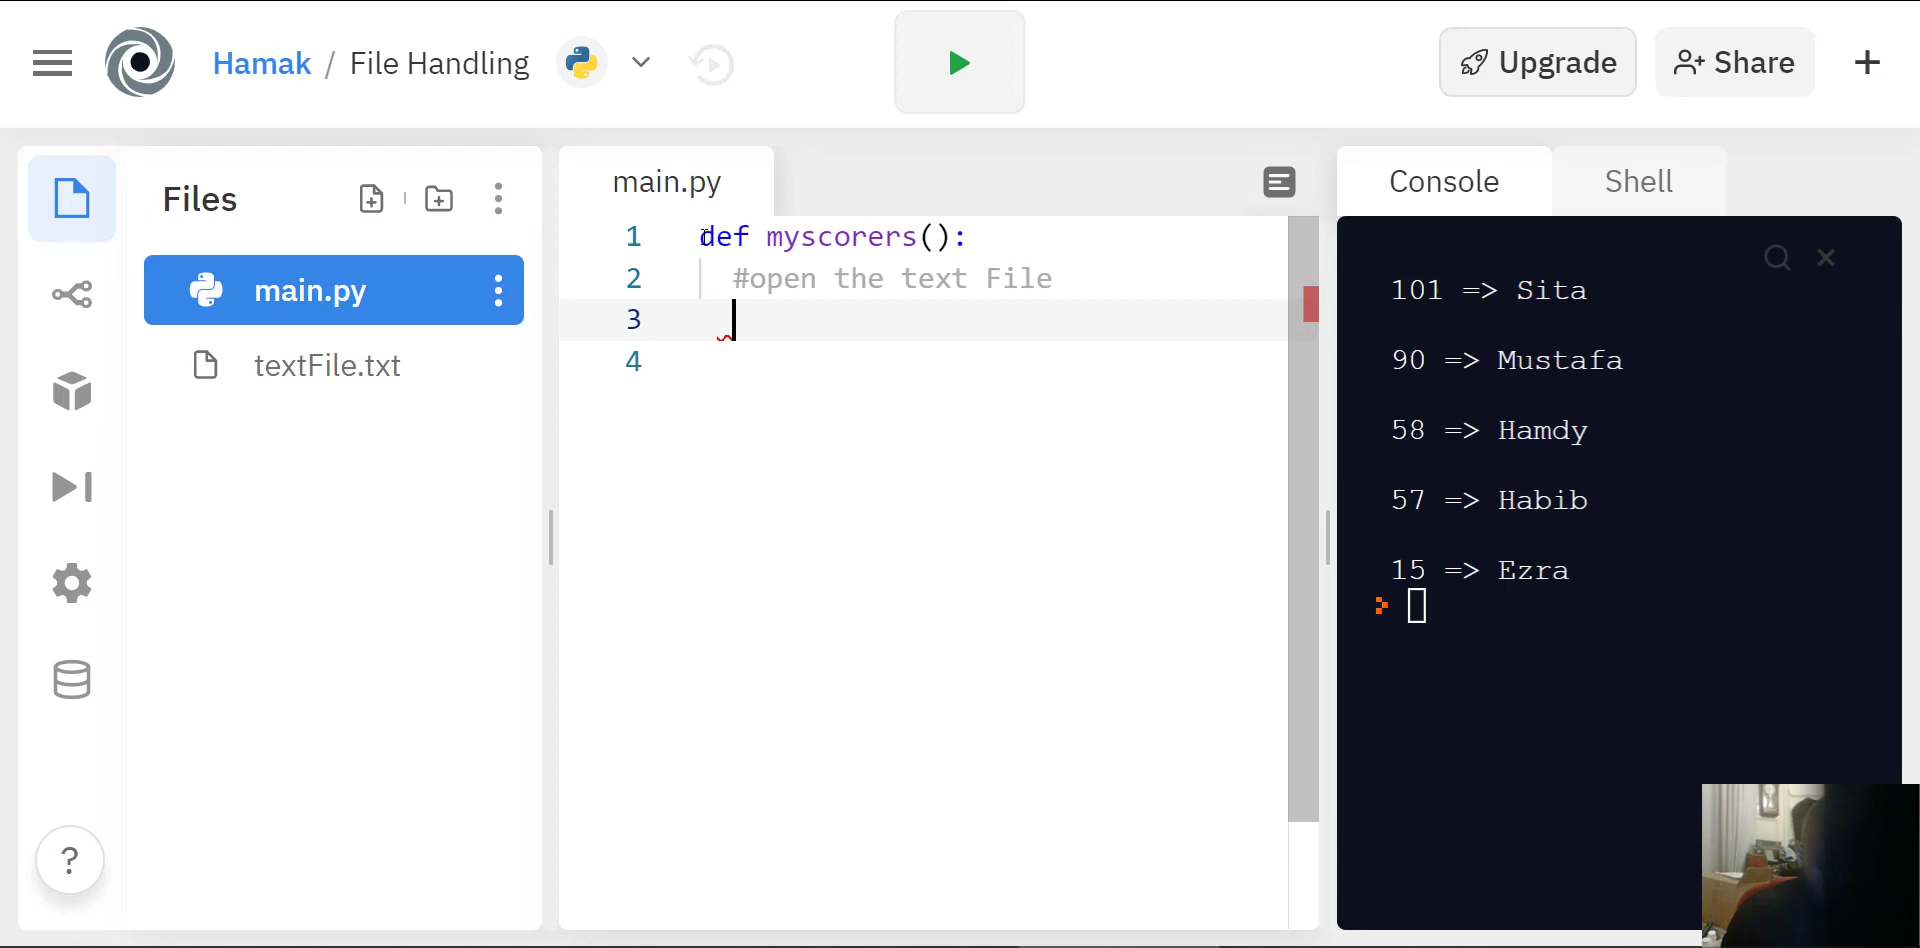 Hamak / File Handling
Upgrade
Share
Files
main.py
textFile.txt
?
main.py
1 def myscorers():
2 #open the text File
3
4
Console
Shell
101 => Sita
90 => Mustafa
58 => Hamdy
57 => Habib
15 => Ezra